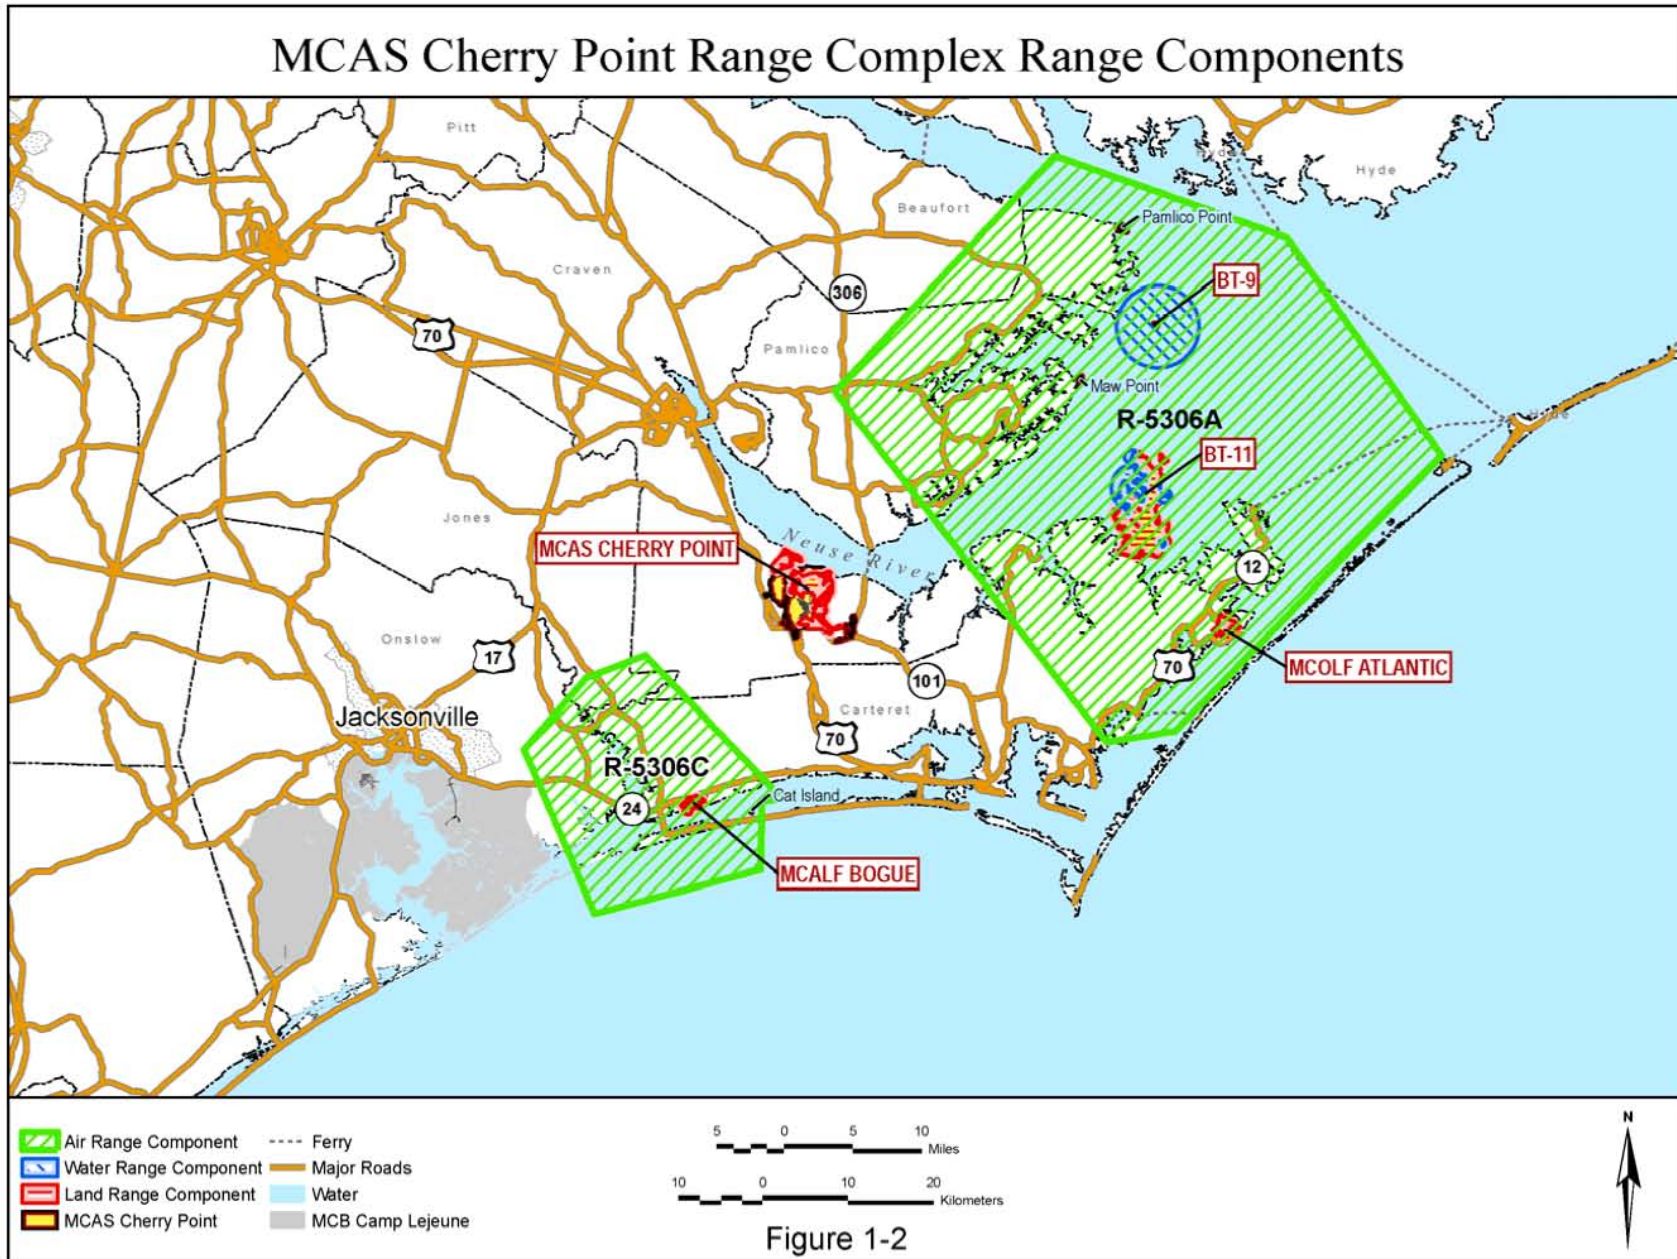 MCAS Cherry Point Range Complex Range Components
Pitt
Hyde
Hyde
Beaufort
Pamlico Point
Craven
BT-9
306
70
Pamlico
Maw Point
R-5306A
Hyde
BT-11
Jones
MCAS CHERRY POINT
Neuse River
12
Onslow
17
70
MCOLF ATLANTIC
101
Carteret
Jacksonville
70
R-5306C
24
Cat Island
MCALF BOGUE
Air Range Component
Water Range Component
Land Range Component
MCAS Cherry Point
Ferry
Major Roads
Water
MCB Camp Lejeune
5 0 5 10
Miles
10 0 10 20
Kilometers
N
Figure 1-2